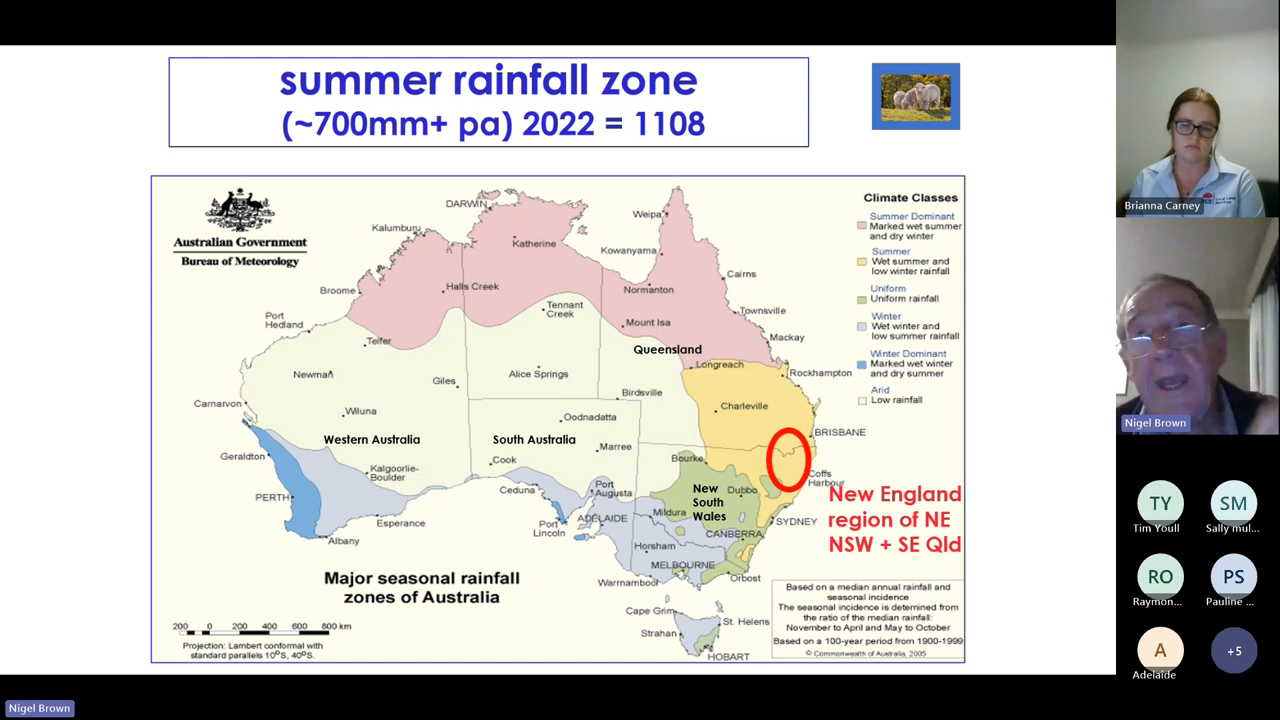 summer rainfall zone
(~700mm+ pa) 2022 = 1108
Australian Government
Bureau of Meteorology
Climate Classes
Summer Dominant
Marked wet summer
and dry winter
Summer
Wet summer and
low winter rainfall
Uniform
Uniform rainfall
Winter
Wet winter and
low summer rainfall
Winter Dominant
Marked wet winter
and dry summer
Arid
Low rainfall
DARWIN
Weipa
Kalumburu
Katherine
Kowanyama
Cairns
Broome
Halls Creek
Normanton
Port
Hedland
Tennant
Creek
Townsville
Mount Isa
Telfer
Mackay
Queensland
Longreach
Newman
Giles
Alice Springs
Rockhampton
Birdsville
Carnarvon
Wiluna
Charleville
Oodnadatta
BRISBANE
Western Australia
South Australia
Marree
Geraldton
Cook
Bourke
Kalgoorlie-
Boulder
Coffs
Harbour
Port
Augusta
New
South
Wales
Dubbo
Ceduna
PERTH
Esperance
ADELAIDE
Mildura
SYDNEY
Port
Lincoln
CANBERRA
Albany
Horsham
MELBOURNE
Warrnambool
Orbost
New England
region of NE
NSW + SE Qld
Major seasonal rainfall
zones of Australia
Cape Grim
St. Helens
Strahan
HOBART
200 0 200 400 600 800 km
Projection: Lambert conformal with
standard parallels 10°S, 40°S.
Based on a median annual rainfall and
seasonal incidence
The seasonal incidence is detemined from
the ratio of the median rainfall:
November to April and May to October
Based on a 100-year period from 1900-1999
© Commonwealth of Australia, 2005
Brianna Carney
Nigel Brown
TY
SM
Tim Youll
Sally mul...
RO
PS
Raymon...
Pauline ...
A
+5
Adelaide
Nigel Brown